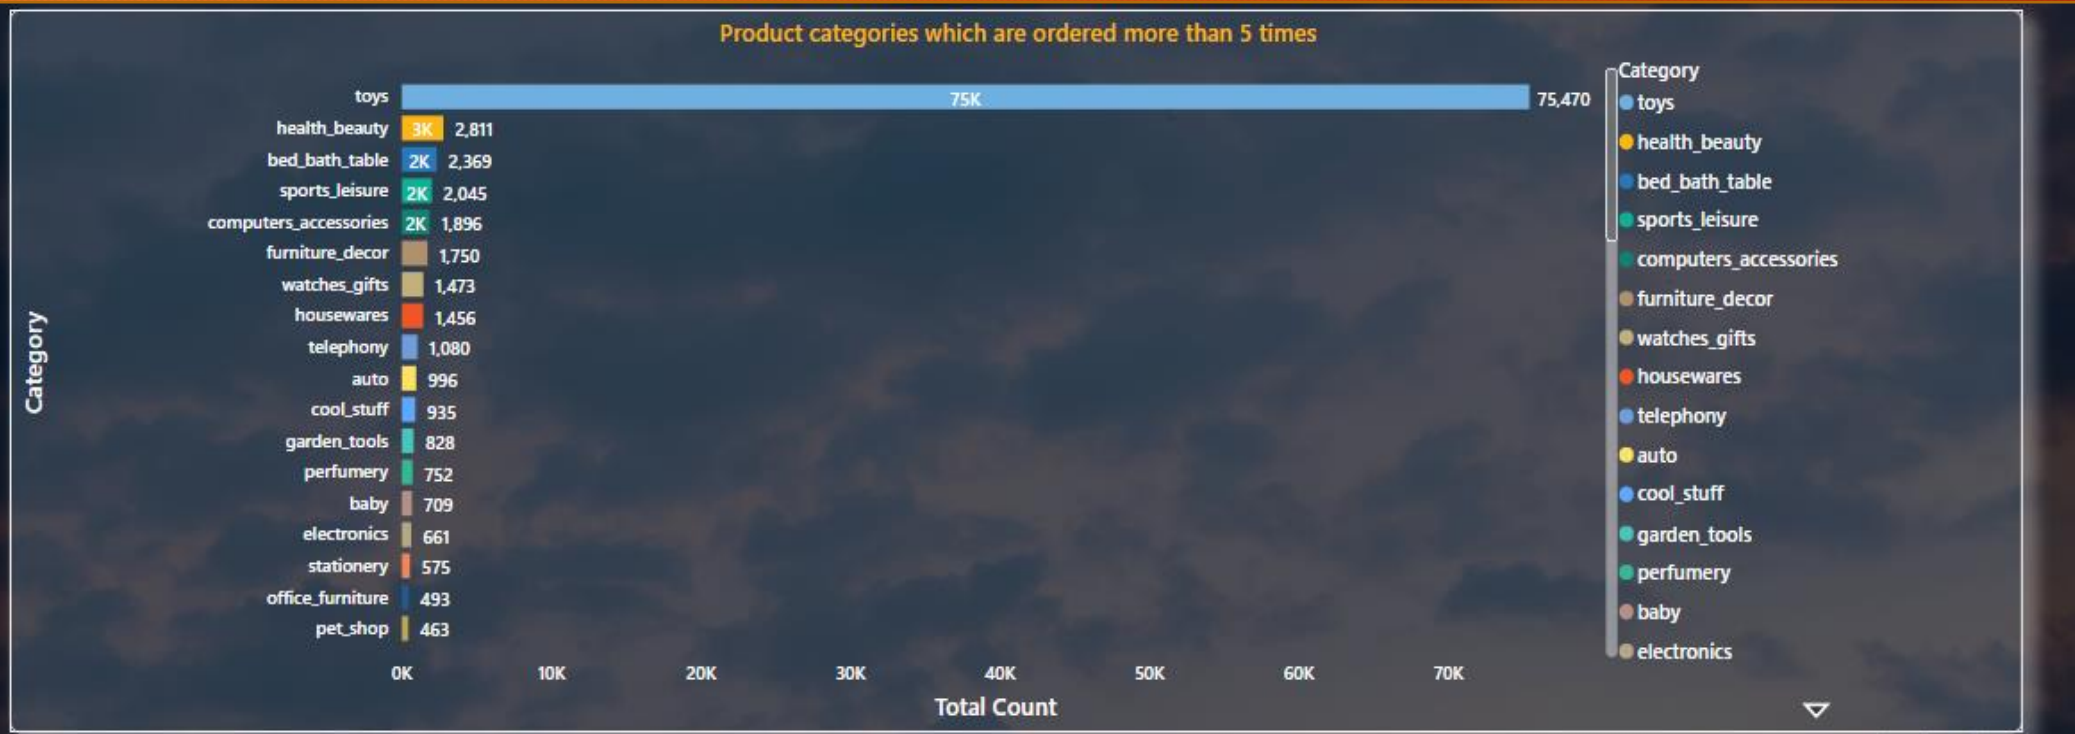 Product categories which are ordered more than 5 times
Category
toys 75K 75,470
health_beauty 3K 2,811
bed_bath_table 2K 2,369
sports_leisure 2K 2,045
computers_accessories 2K 1,896
furniture_decor 1,750
watches_gifts 1,473
housewares 1,456
telephony 1,080
auto 996
cool_stuff 935
garden_tools 828
perfumery 752
baby 709
electronics 661
stationery 575
office_furniture 493
pet_shop 463
0K 10K 20K 30K 40K 50K 60K 70K
Total Count
Category
toys
health_beauty
bed_bath_table
sports_leisure
computers_accessories
furniture_decor
watches_gifts
housewares
telephony
auto
cool_stuff
garden_tools
perfumery
baby
electronics